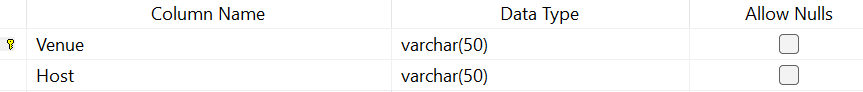 Column Name Data Type Allow Nulls
Venue varchar(50)
Host varchar(50)